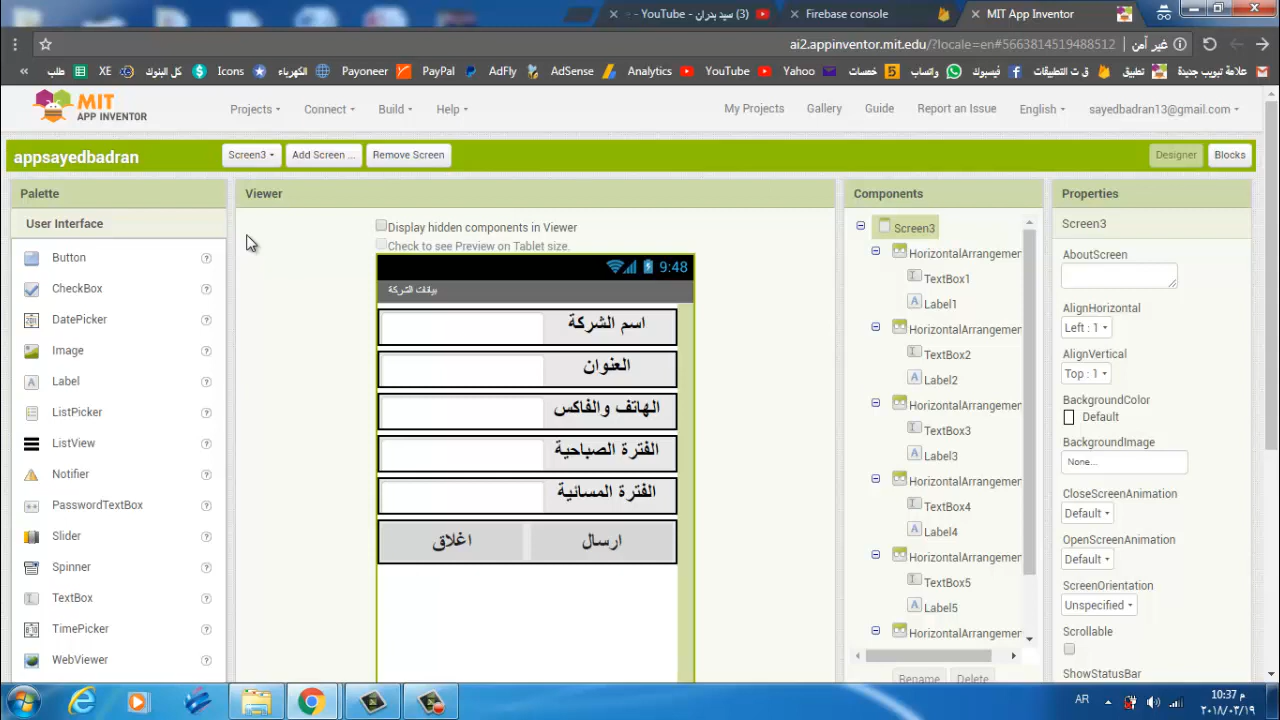 YouTube - سيد بدران (3)
Firebase console
MIT App Inventor
ai2.appinventor.mit.edu/?locale=en#5663814519488512
غير آمن
«
طلب
XE
كل البنوك
Icons
الكهرباء
Payoneer
PayPal
AdFly
AdSense
Analytics
YouTube
Yahoo
خمسات
واتساب
فيسبوك
ق ت التطبيقات
تطبيق
علامة تبويب جديدة
MIT
APP INVENTOR
Projects
Connect
Build
Help
My Projects
Gallery
Guide
Report an Issue
English
sayedbadran13@gmail.com
appsayedbadran
Screen3
Add Screen ...
Remove Screen
Designer
Blocks
Palette
User Interface
Button
CheckBox
DatePicker
Image
Label
ListPicker
ListView
Notifier
PasswordTextBox
Slider
Spinner
TextBox
TimePicker
WebViewer
Viewer
Display hidden components in Viewer
Check to see Preview on Tablet size.
9:48
بيانات الشركة
اسم الشركة
العنوان
الهاتف والفاكس
الفترة الصباحية
الفترة المسائية
ارسال
اغلاق
Components
Screen3
HorizontalArrangemer
TextBox1
Label1
HorizontalArrangemer
TextBox2
Label2
HorizontalArrangemer
TextBox3
Label3
HorizontalArrangemer
TextBox4
Label4
HorizontalArrangemer
TextBox5
Label5
HorizontalArrangemer
Rename
Delete
Properties
Screen3
AboutScreen
AlignHorizontal
Left : 1
AlignVertical
Top : 1
BackgroundColor
Default
BackgroundImage
None...
CloseScreenAnimation
Default
OpenScreenAnimation
Default
ScreenOrientation
Unspecified
Scrollable
ShowStatusBar
AR
10:37 م
٢٠١٨/٠٣/١٩